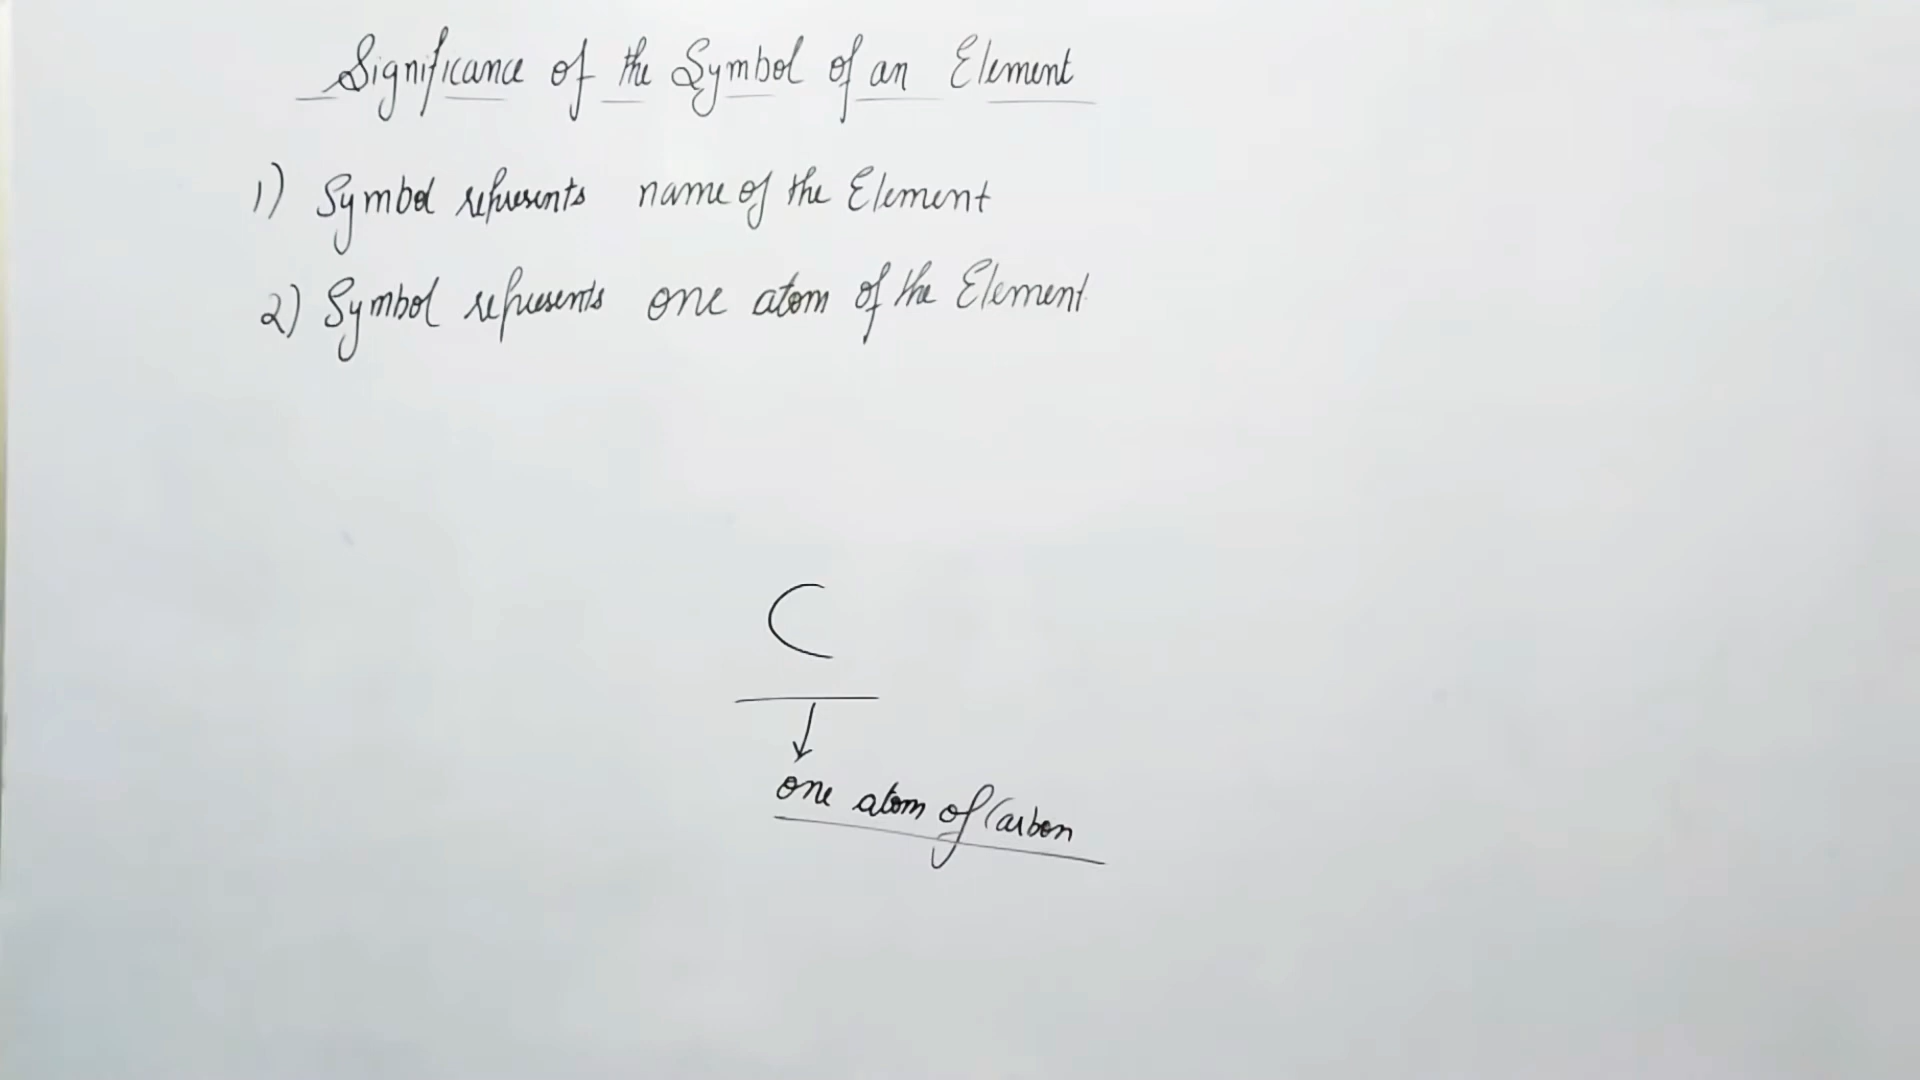 Significance of the Symbol of an Element
1) Symbol represents name of the Element
2) Symbol represents one atom of the Element
C
one atom of Carbon